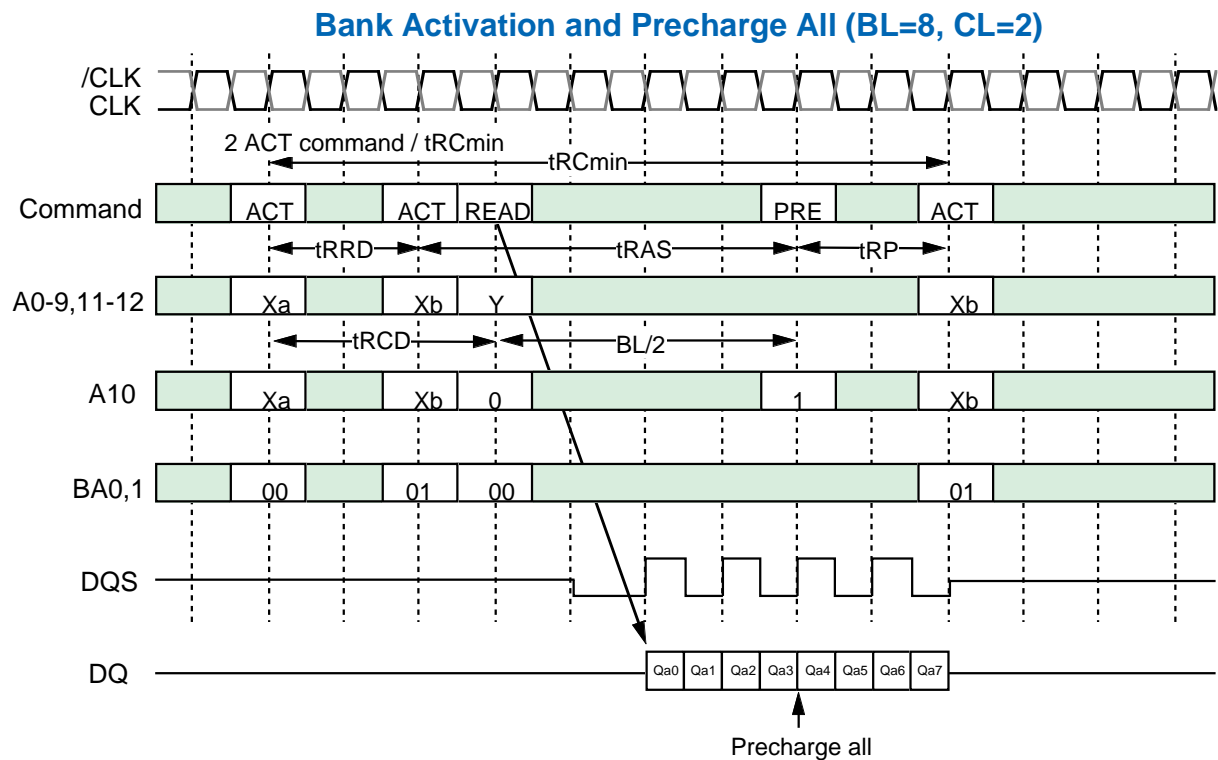 Bank Activation and Precharge All (BL=8, CL=2)
/CLK
CLK
2 ACT command / tRCmin
tRCmin
Command ACT ACT READ PRE ACT
tRRD tRAS tRP
A0-9,11-12 Xa Xb Y Xb
tRCD BL/2
A10 Xa Xb 0 1 Xb
BA0,1 00 01 00 01
DQS
DQ Qa0 Qa1 Qa2 Qa3 Qa4 Qa5 Qa6 Qa7
Precharge all